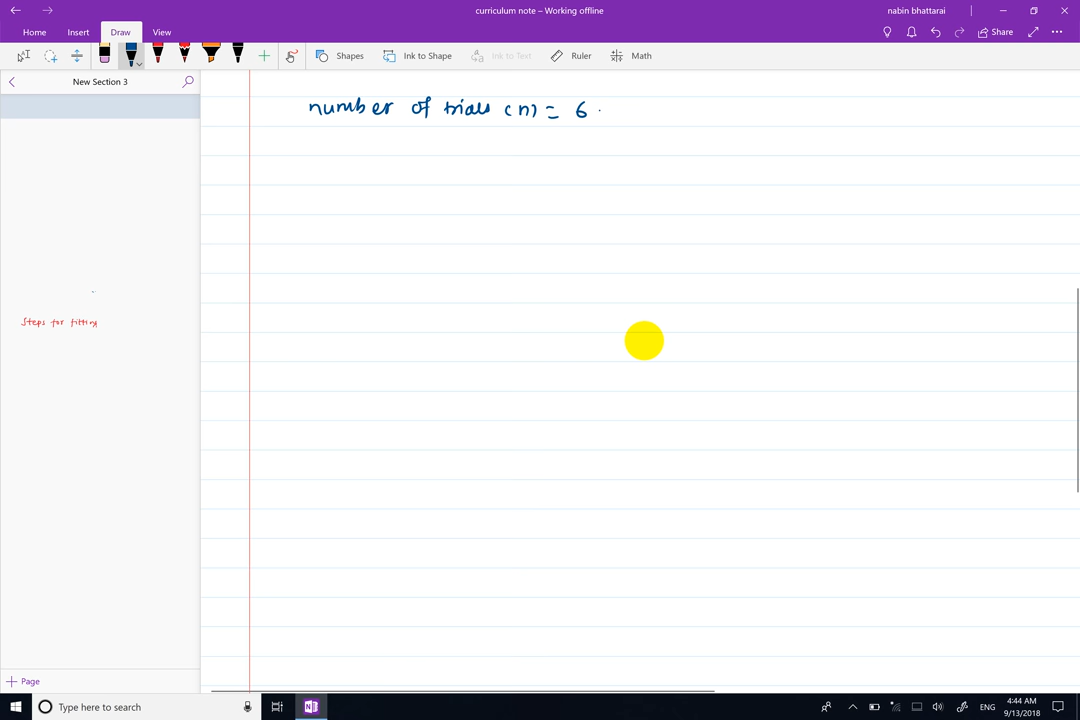 curriculum note – Working offline
nabin bhattarai
Home Insert Draw View
Share
Shapes Ink to Shape Ink to Text Ruler Math
New Section 3
number of trials (n) = 6 .
Steps for fitting
+ Page
Type here to search
ENG
4:44 AM
9/13/2018